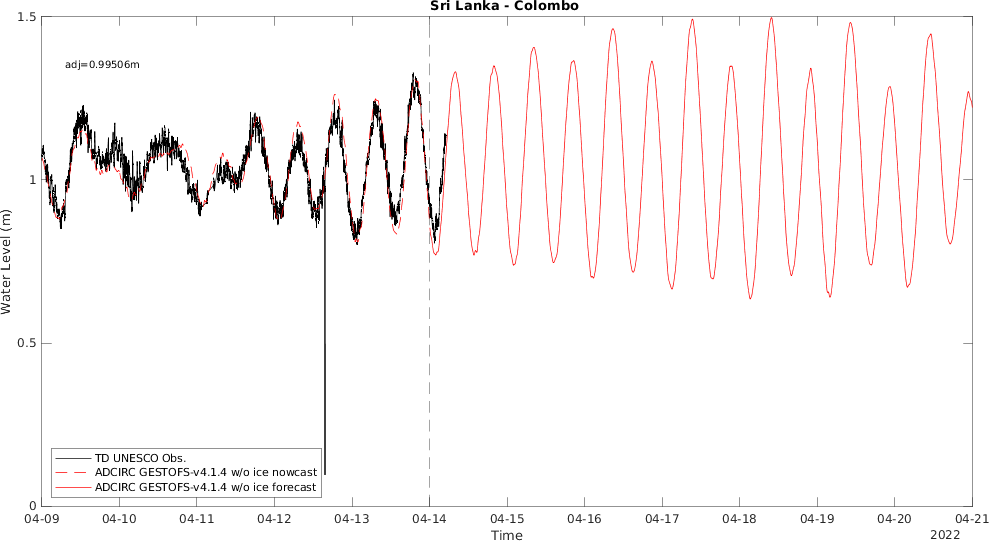 Sri Lanka - Colombo
adj=0.99506m
1.5
1
0.5
0
Water Level (m)
TD UNESCO Obs.
ADCIRC GESTOFS-v4.1.4 w/o ice nowcast
ADCIRC GESTOFS-v4.1.4 w/o ice forecast
04-09 04-10 04-11 04-12 04-13 04-14 04-15 04-16 04-17 04-18 04-19 04-20 04-21
Time
2022